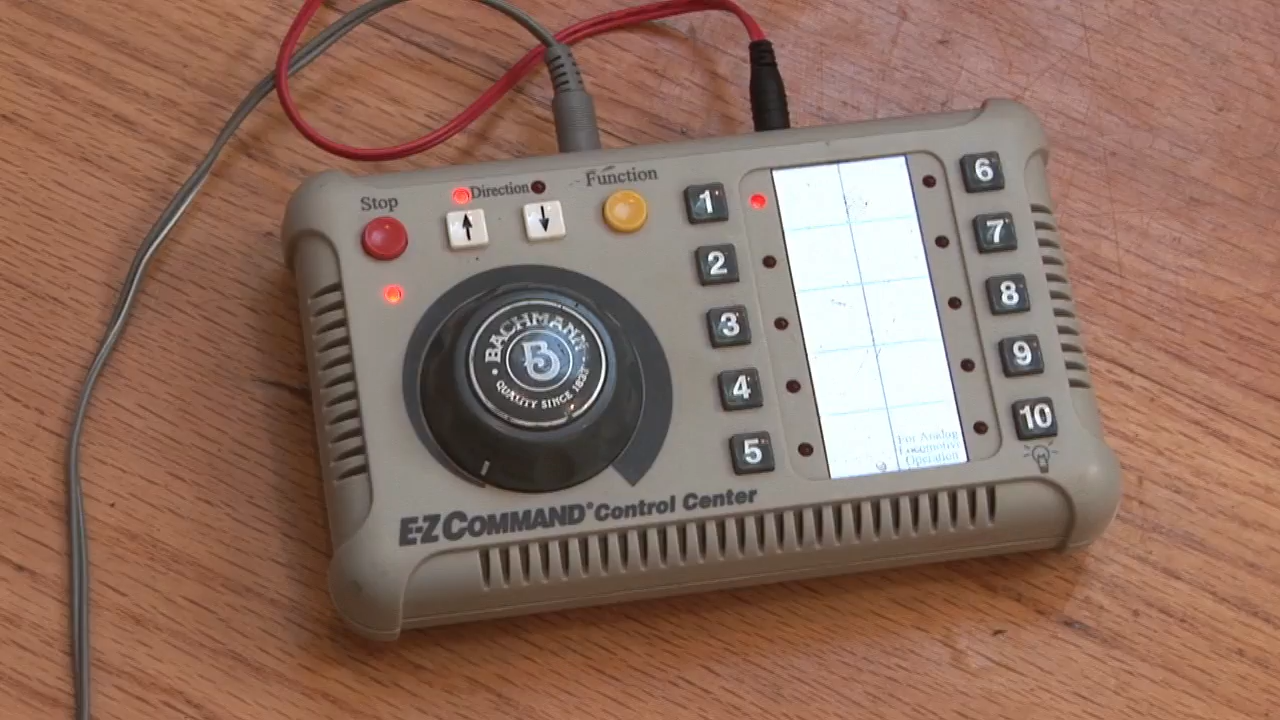 Stop
Direction
Function
BACHMANN
B
QUALITY SINCE 1833
1
2
3
4
5
6
7
8
9
10
For Analog
Locomotive
Operation
E-Z COMMAND® Control Center